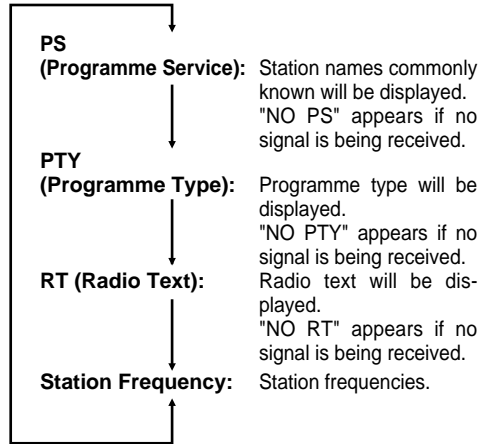 PS
(Programme Service): Station names commonly
known will be displayed.
"NO PS" appears if no
signal is being received.
PTY
(Programme Type): Programme type will be
displayed.
"NO PTY" appears if no
signal is being received.
RT (Radio Text): Radio text will be dis-
played.
"NO RT" appears if no
signal is being received.
Station Frequency: Station frequencies.